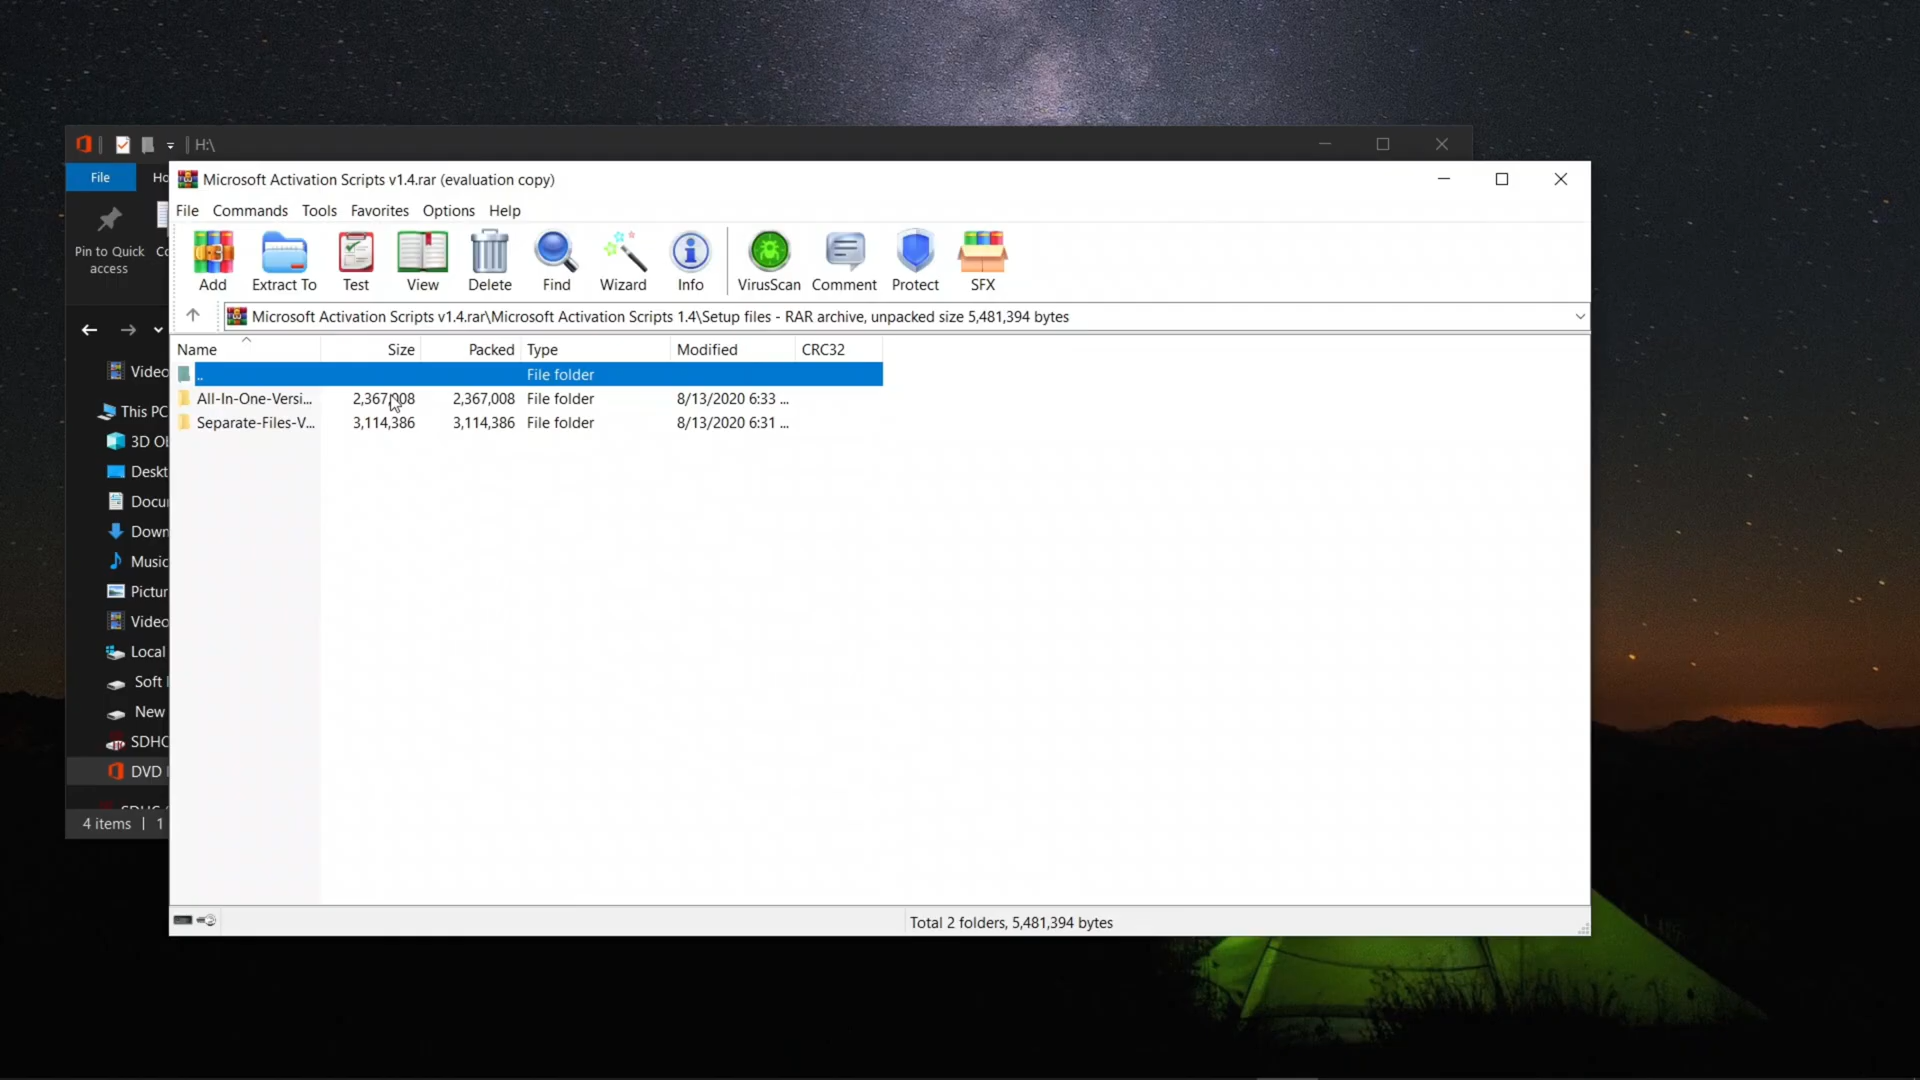 H:\
File
Ho
Pin to Quick
access
Microsoft Activation Scripts v1.4.rar (evaluation copy)
File Commands Tools Favorites Options Help
Add Extract To Test View Delete Find Wizard Info VirusScan Comment Protect SFX
Microsoft Activation Scripts v1.4.rar\Microsoft Activation Scripts 1.4\Setup files - RAR archive, unpacked size 5,481,394 bytes
Name Size Packed Type Modified CRC32
.. File folder
All-In-One-Versi... 2,367,008 2,367,008 File folder 8/13/2020 6:33 ...
Separate-Files-V... 3,114,386 3,114,386 File folder 8/13/2020 6:31 ...
Video
This PC
3D Ob
Deskt
Docu
Down
Music
Pictur
Video
Local
Soft
New
SDHC
DVD
4 items 1
Total 2 folders, 5,481,394 bytes